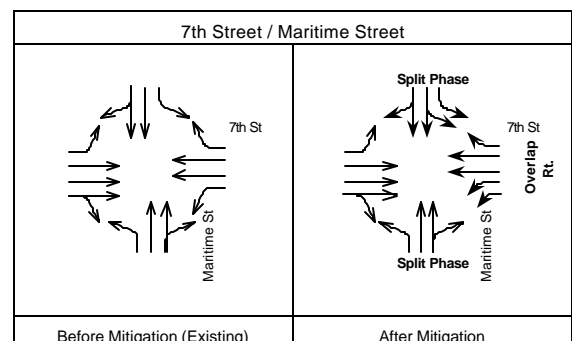 7th Street / Maritime Street
7th St
Maritime St
Before Mitigation (Existing)
Split Phase
7th St
Overlap
Rt.
Maritime St
Split Phase
After Mitigation